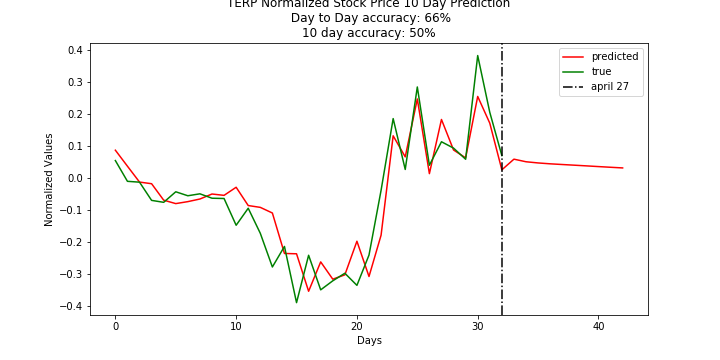 TERP Normalized Stock Price 10 Day Prediction
Day to Day accuracy: 66%
10 day accuracy: 50%
predicted
true
april 27
0.4
0.3
0.2
0.1
0.0
−0.1
−0.2
−0.3
−0.4
Normalized Values
0 10 20 30 40
Days